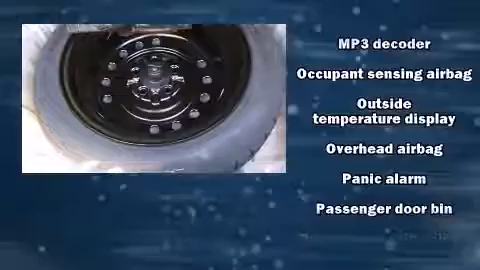 MP3 decoder
Occupant sensing airbag
Outside
temperature display
Overhead airbag
Panic alarm
Passenger door bin